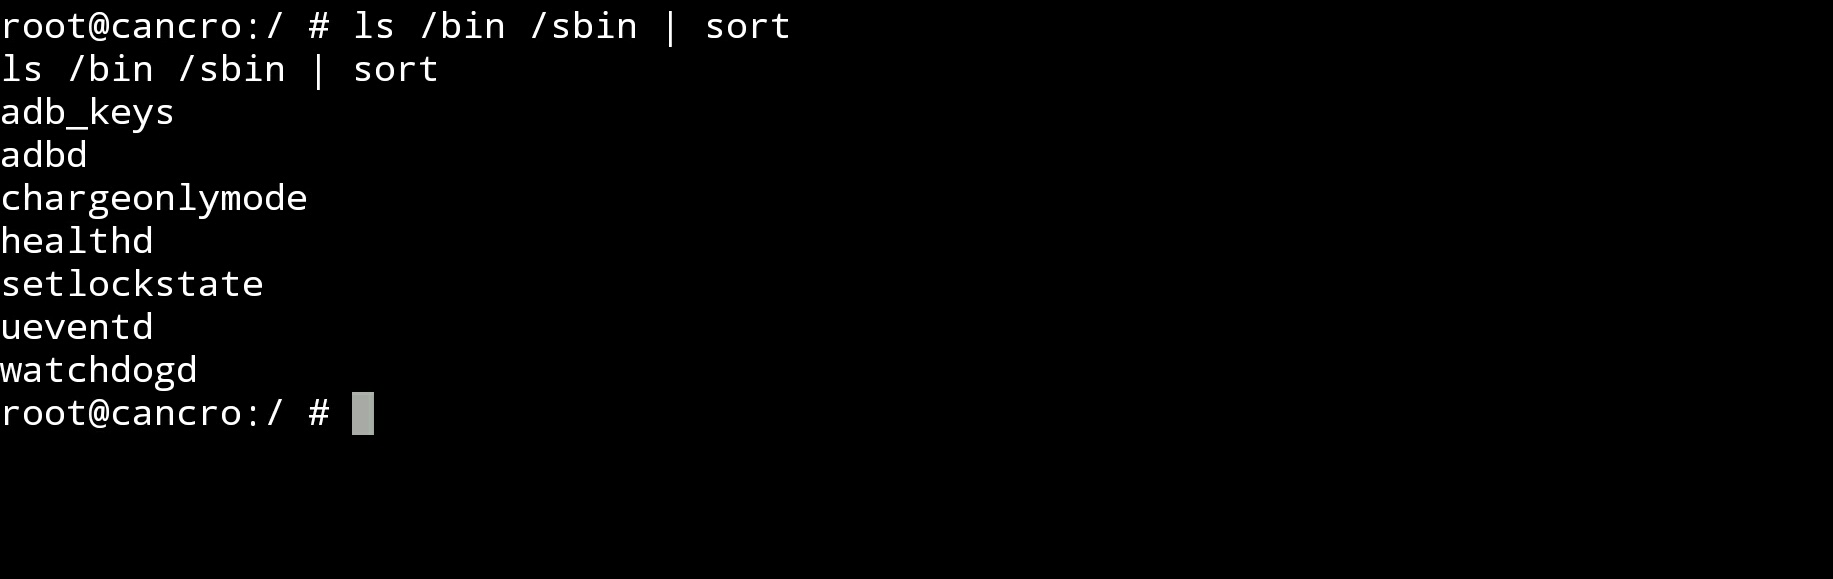 root@cancro:/ # ls /bin /sbin | sort
ls /bin /sbin | sort
adb_keys
adbd
chargeonlymode
healthd
setlockstate
ueventd
watchdogd
root@cancro:/ #